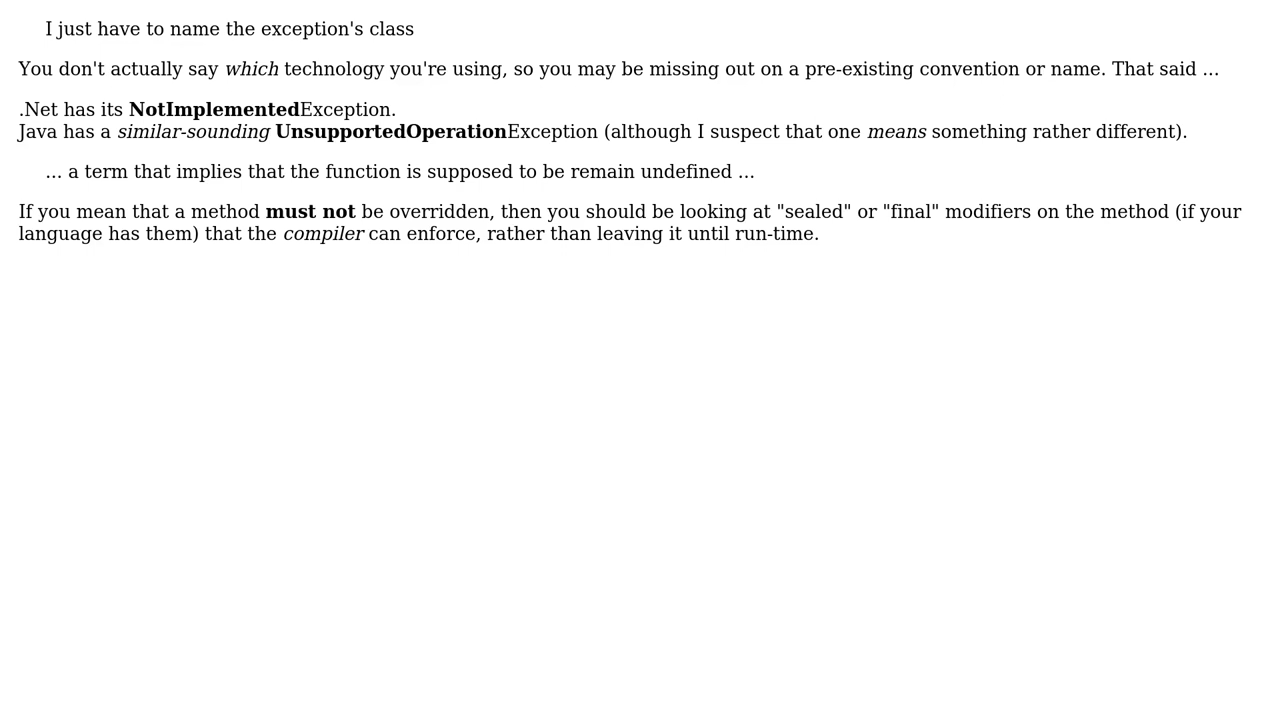 I just have to name the exception's class
You don't actually say which technology you're using, so you may be missing out on a pre-existing convention or name. That said ...
.Net has its NotImplementedException.
Java has a similar-sounding UnsupportedOperationException (although I suspect that one means something rather different).
... a term that implies that the function is supposed to be remain undefined ...
If you mean that a method must not be overridden, then you should be looking at "sealed" or "final" modifiers on the method (if your
language has them) that the compiler can enforce, rather than leaving it until run-time.